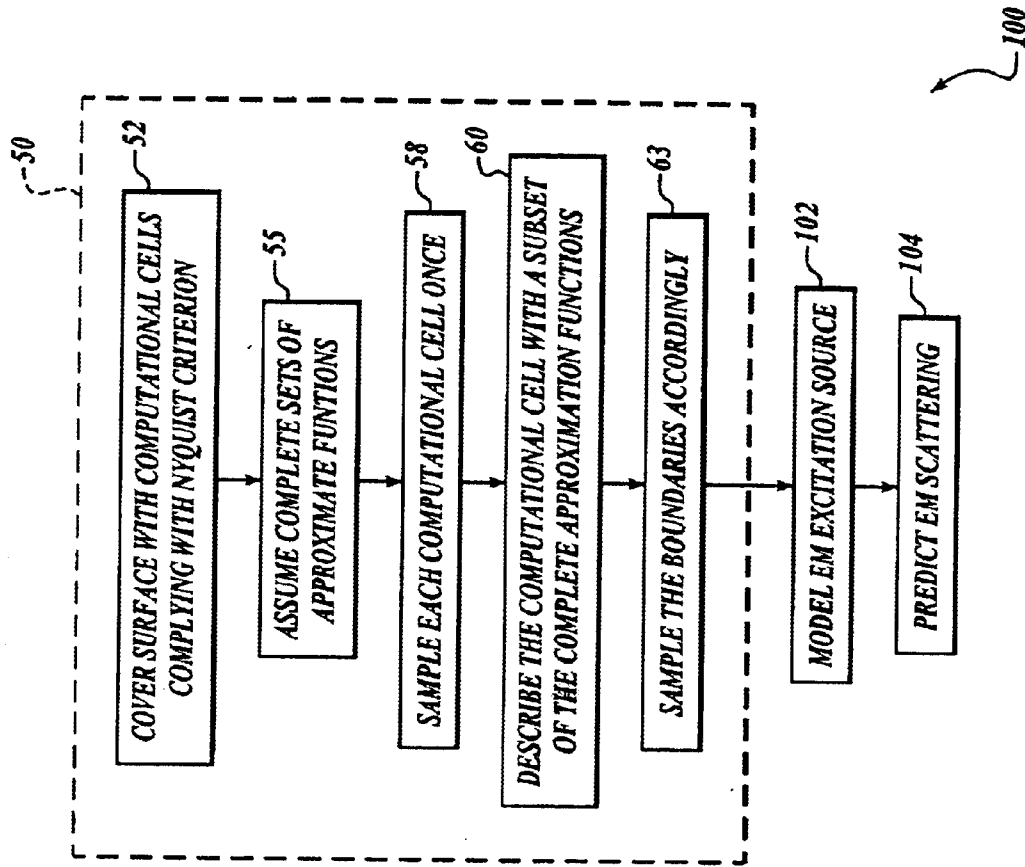 50
52
COVER SURFACE WITH COMPUTATIONAL CELLS
COMPLYING WITH NYQUIST CRITERION
55
ASSUME COMPLETE SETS OF
APPROXIMATE FUNTIONS
58
SAMPLE EACH COMPUTATIONAL CELL ONCE
60
DESCRIBE THE COMPUTATIONAL CELL WITH A SUBSET
OF THE COMPLETE APPROXIMATION FUNCTIONS
63
SAMPLE THE BOUNDARIES ACCORDINGLY
102
MODEL EM EXCITATION SOURCE
104
PREDICT EM SCATTERING
100